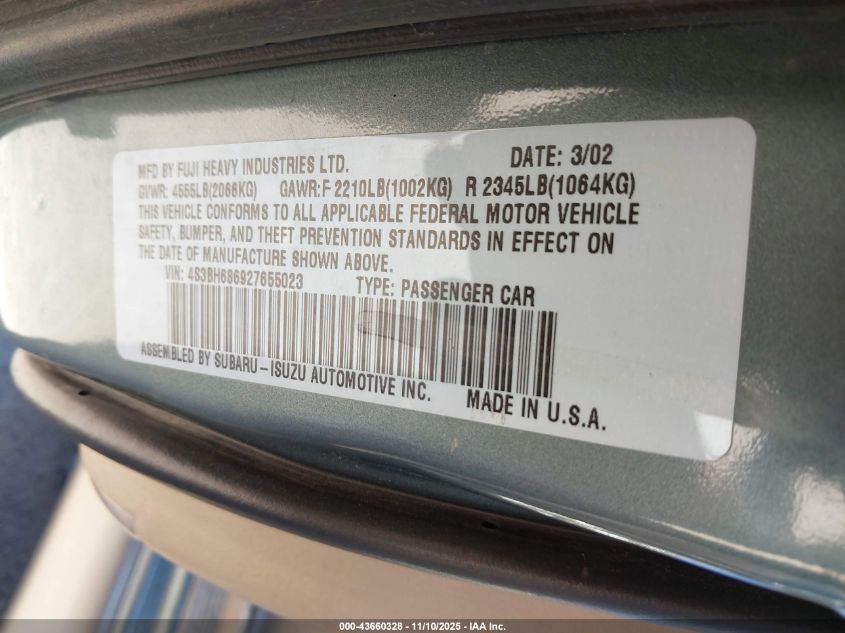 MFD BY FUJI HEAVY INDUSTRIES LTD. DATE: 3/02
GVWR: 4555LB(2066KG) GAWR:F 2210LB(1002KG) R 2345LB(1064KG)
THIS VEHICLE CONFORMS TO ALL APPLICABLE FEDERAL MOTOR VEHICLE
SAFETY, BUMPER, AND THEFT PREVENTION STANDARDS IN EFFECT ON
THE DATE OF MANUFACTURE SHOWN ABOVE.
VIN: 4S3BH686927655023 TYPE: PASSENGER CAR
ASSEMBLED BY SUBARU-ISUZU AUTOMOTIVE INC. MADE IN U.S.A.
000-43660328 - 11/10/2025 - IAA Inc.